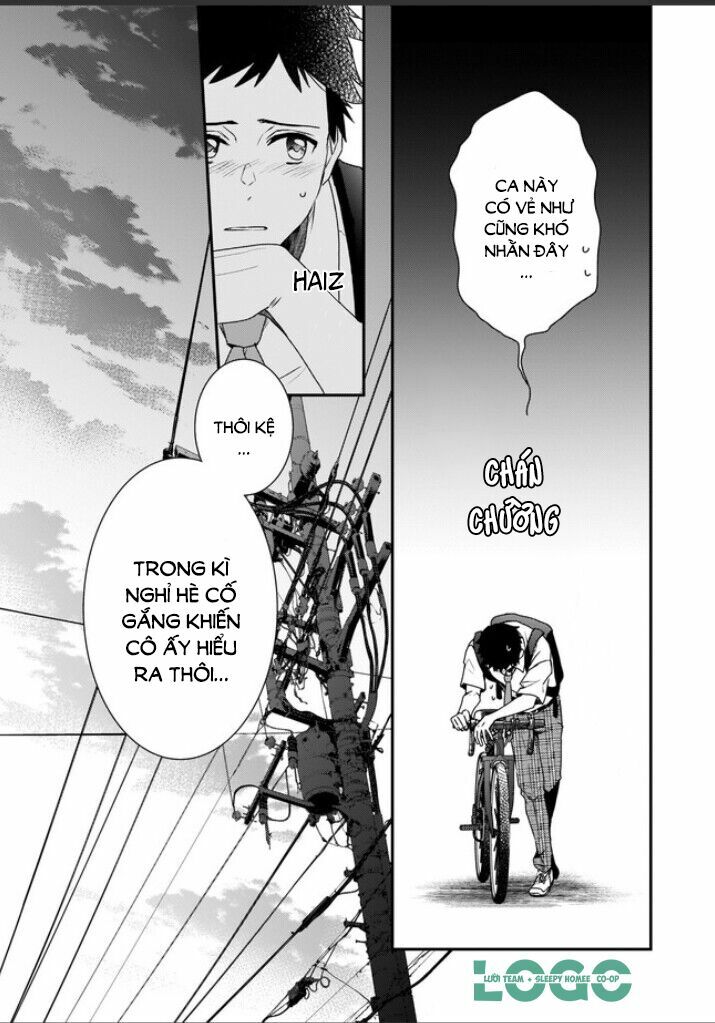 CA NÀY
CÓ VẺ NHƯ
CŨNG KHÓ
NHẰN ĐÂY
...
CHÁN
CHƯỜNG
HAIZ
THÔI KỆ
...
TRONG KÌ
NGHỈ HÈ CỐ
GẮNG KHIẾN
CÔ ẤY HIỂU
RA THÔI...
LƯỜI TEAM + SLEEPY HOMEE CO-OP
LOGO